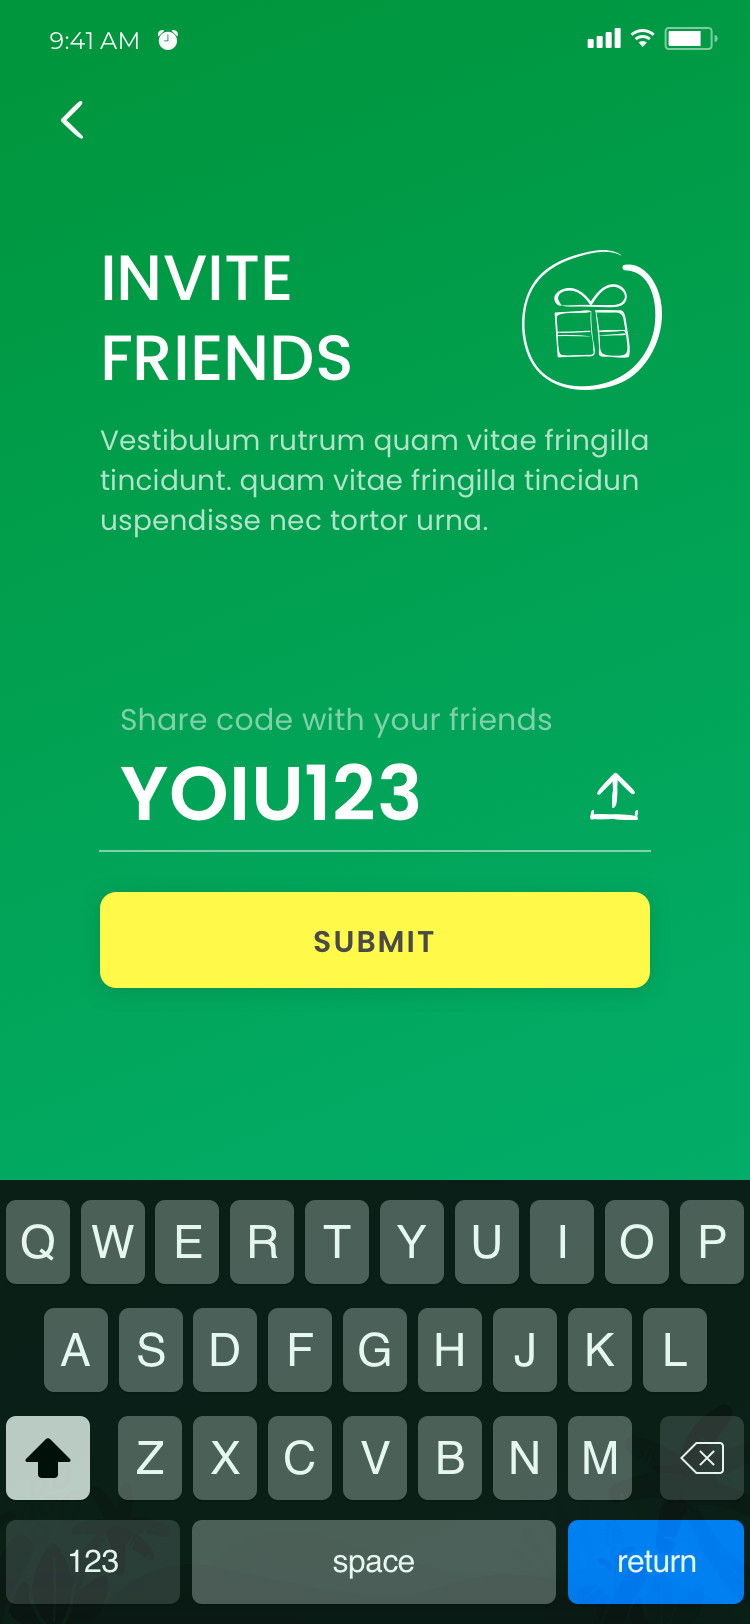 9:41 AM
INVITE
FRIENDS
Vestibulum rutrum quam vitae fringilla
tincidunt. quam vitae fringilla tincidun
uspendisse nec tortor urna.
Share code with your friends
YOIU123
SUBMIT
Q W E R T Y U I O P
A S D F G H J K L
Z X C V B N M
123 space return